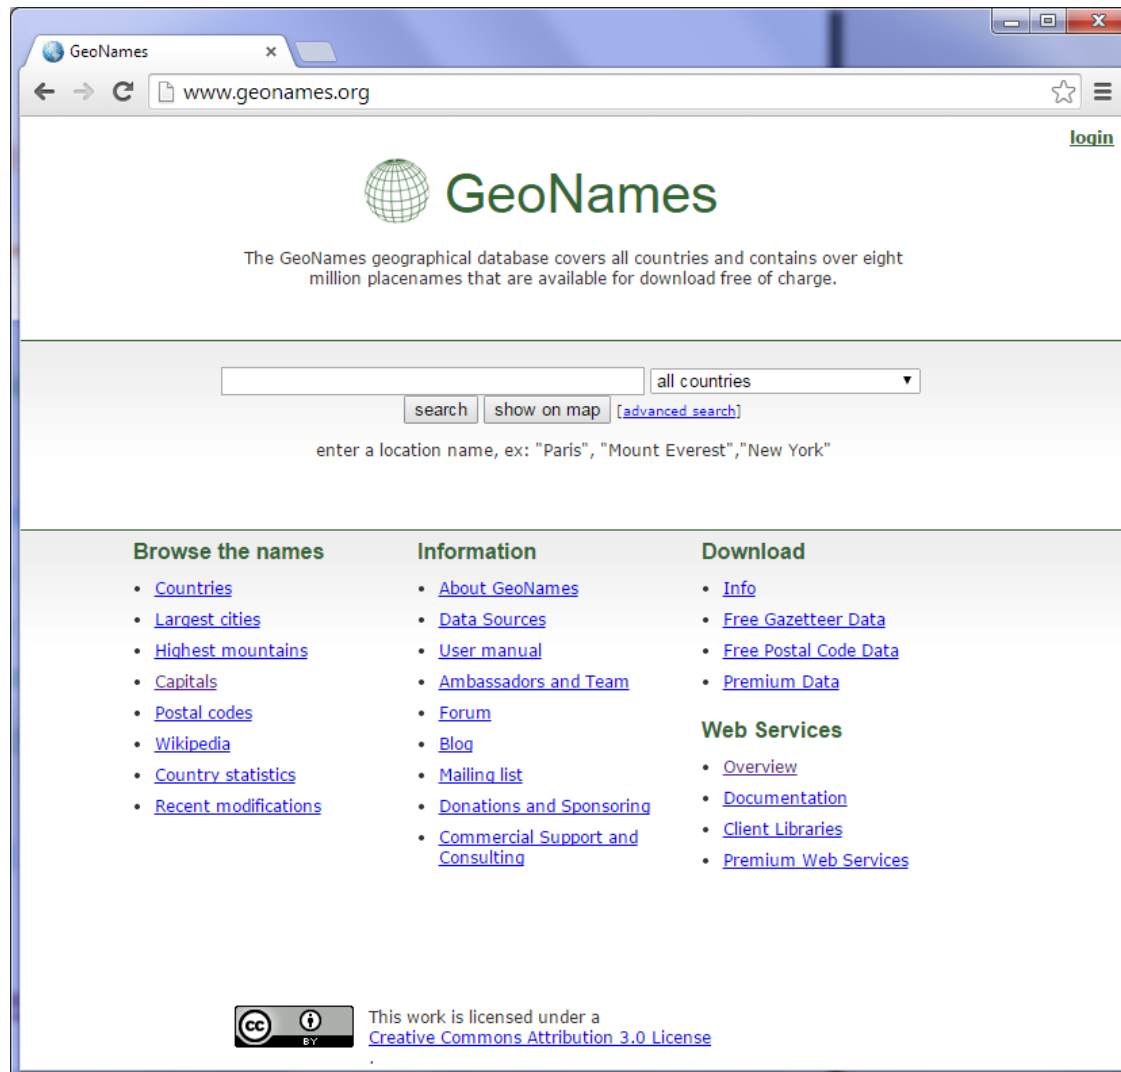 GeoNames
www.geonames.org
login
GeoNames
The GeoNames geographical database covers all countries and contains over eight
million placenames that are available for download free of charge.
all countries
search show on map [advanced search]
enter a location name, ex: "Paris", "Mount Everest","New York"
Browse the names
Countries
Largest cities
Highest mountains
Capitals
Postal codes
Wikipedia
Country statistics
Recent modifications
Information
About GeoNames
Data Sources
User manual
Ambassadors and Team
Forum
Blog
Mailing list
Donations and Sponsoring
Commercial Support and
Consulting
Download
Info
Free Gazetteer Data
Free Postal Code Data
Premium Data
Web Services
Overview
Documentation
Client Libraries
Premium Web Services
cc BY
This work is licensed under a
Creative Commons Attribution 3.0 License
.